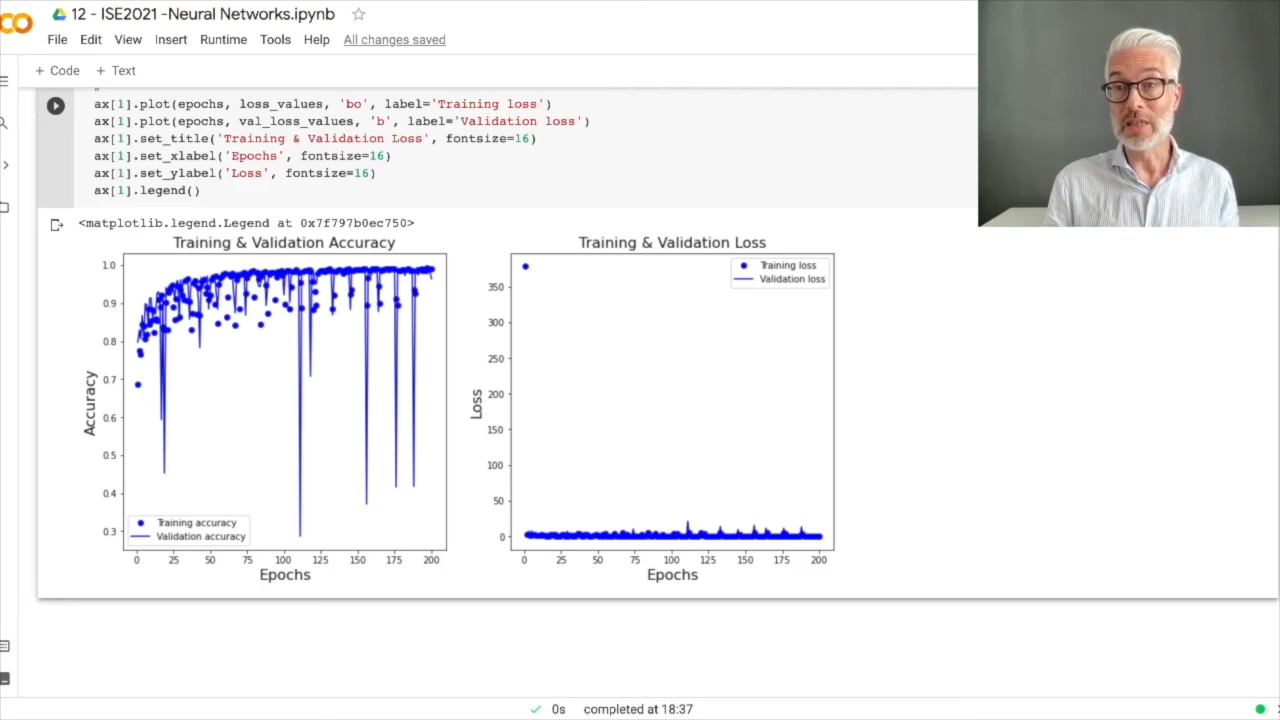 CO
12 - ISE2021 -Neural Networks.ipynb
File Edit View Insert Runtime Tools Help All changes saved
+ Code + Text
ax[1].plot(epochs, loss_values, 'bo', label='Training loss')
ax[1].plot(epochs, val_loss_values, 'b', label='Validation loss')
ax[1].set_title('Training & Validation Loss', fontsize=16)
ax[1].set_xlabel('Epochs', fontsize=16)
ax[1].set_ylabel('Loss', fontsize=16)
ax[1].legend()
<matplotlib.legend.Legend at 0x7f797b0ec750>
Training & Validation Accuracy
1.0
0.9
0.8
0.7
0.6
0.5
0.4
0.3
Accuracy
Training accuracy
Validation accuracy
0 25 50 75 100 125 150 175 200
Epochs
Training & Validation Loss
Training loss
Validation loss
350
300
250
200
150
100
50
0
Loss
0 25 50 75 100 125 150 175 200
Epochs
0s completed at 18:37